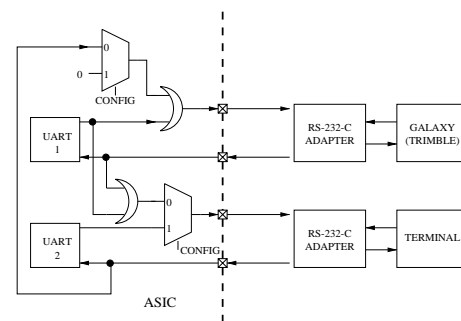 0
0
1
CONFIG
UART
1
RS-232-C
ADAPTER
GALAXY
(TRIMBLE)
0
1
UART
2
CONFIG
RS-232-C
ADAPTER
TERMINAL
ASIC